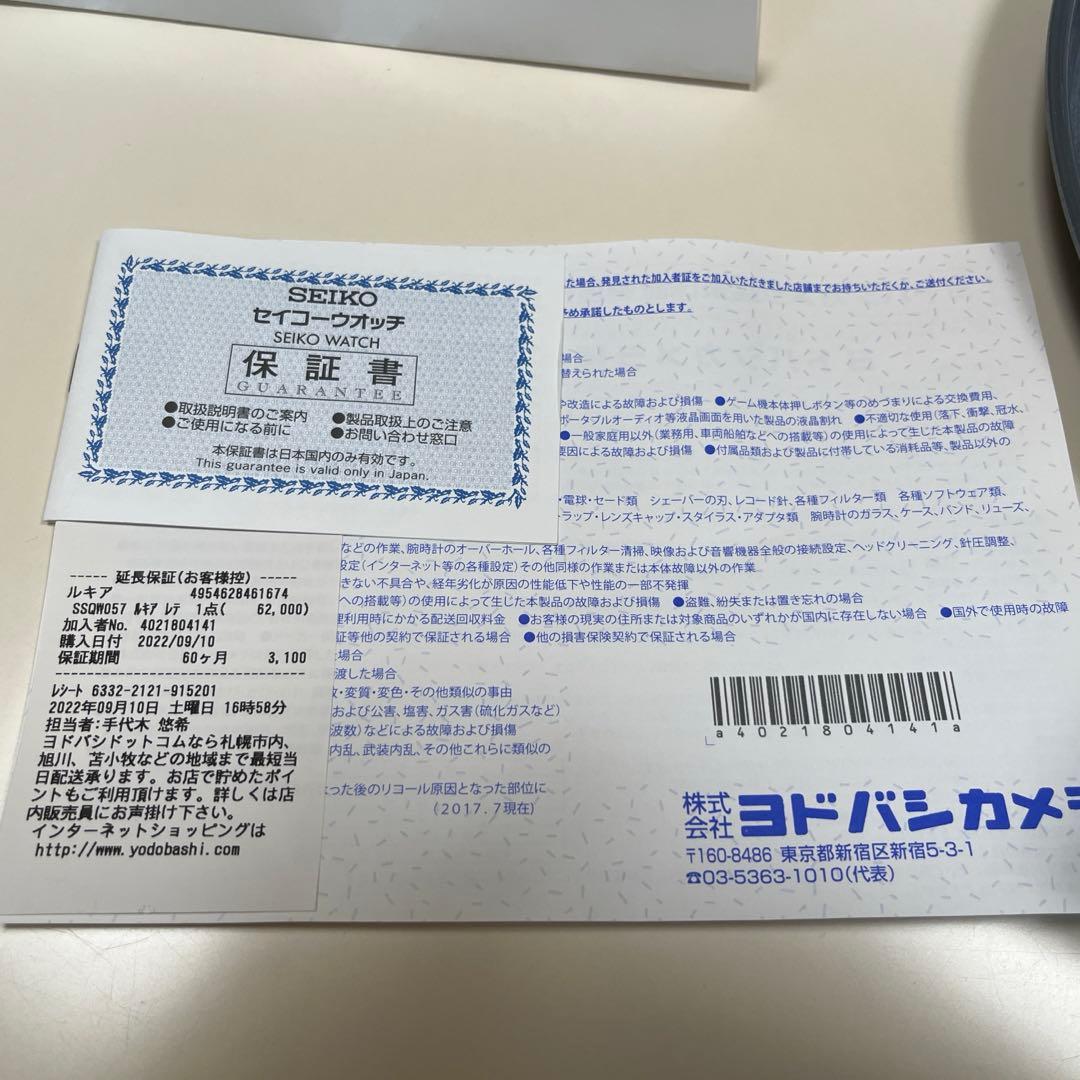 SEIKO
セイコーウオッチ
SEIKO WATCH
保証書
GUARANTEE
●取扱説明書のご案内 ●製品取扱上のご注意
●ご使用になる前に ●お問い合わせ窓口
本保証書は日本国内のみ有効です。
This guarantee is valid only in Japan.
----- 延長保証(お客様控) -----
ルキア 4954628461674
SSQW057 ﾙｷｱ ﾚﾃ 1点( 62,000)
加入者No. 4021804141
購入日付 2022/09/10
保証期間 60ヶ月 3,100
ﾚｼｰﾄ 6332-2121-915201
2022年09月10日 土曜日 16時58分
担当者:手代木 悠希
ヨドバシドットコムなら札幌市内、
旭川、苫小牧などの地域まで最短当
日配送承ります。お店で貯めたポイ
ントもご利用頂けます。詳しくは店
内販売員にお声掛け下さい。
インターネットショッピングは
http://www.yodobashi.com
た場合、発見された加入者証をご加入いただきました店舗までお持ちいただくか、ご送付ください。
予め承諾したものとします。
場合
替えられた場合
や改造による故障および損傷 ●ゲーム機本体押しボタン等のめづまりによる交換費用、
ポータブルオーディオ等液晶画面を用いた製品の液晶割れ ●不適切な使用(落下、衝撃、冠水、
●一般家庭用以外(業務用、車両船舶などへの搭載等)の使用によって生じた本製品の故障
要因による故障および損傷 ●付属品類および製品に付帯している消耗品等、製品以外の
・電球・セード類 シェーバーの刃、レコード針、各種フィルター類 各種ソフトウェア類、
ラップ・レンズキャップ・スタイラス・アダプタ類 腕時計のガラス、ケース、バンド、リューズ、
などの作業、腕時計のオーバーホール、各種フィルター清掃、映像および音響機器全般の接続設定、ヘッドクリーニング、針圧調整、
設定(インターネット等の各種設定)その他同様の作業または本体故障以外の作業
きない不具合や、経年劣化が原因の性能低下や性能の一部不発揮
への搭載等)の使用によって生じた本製品の故障および損傷 ●盗難、紛失または置き忘れの場合
理利用時にかかる配送回収料金 ●お客様の現実の住所または対象商品のいずれかが国内に存在しない場合 ●国外で使用時の故障
証等他の契約で保証される場合 ●他の損害保険契約で保証される場合
場合
渡した場合
・変質・変色・その他類似の事由
および公害、塩害、ガス害(硫化ガスなど)
波数)などによる故障および損傷
内乱、武装内乱、その他これらに類似の
った後のリコール原因となった部位に
(2017.7現在)
a4021804141a
株式会社ヨドバシカメラ
〒160-8486 東京都新宿区新宿5-3-1
☎03-5363-1010(代表)